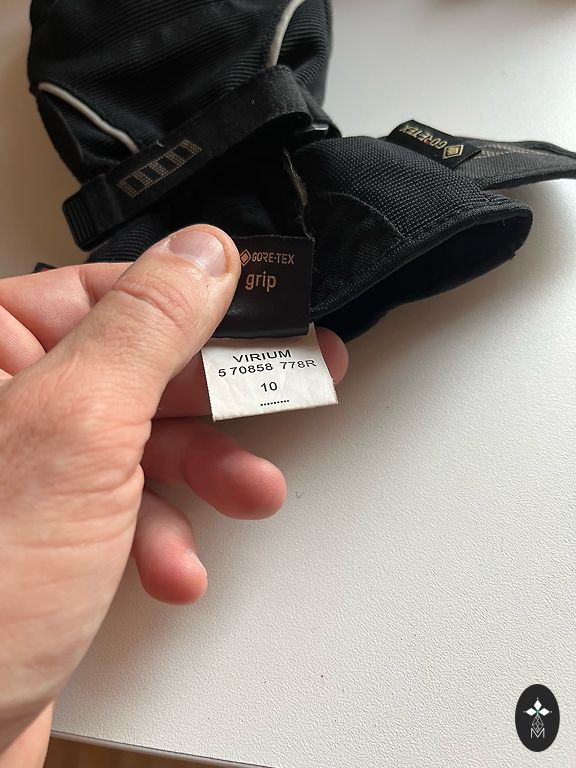 GORE-TEX
GORE-TEX
grip
VIRIUM
5 70858 778R
10
.........
M